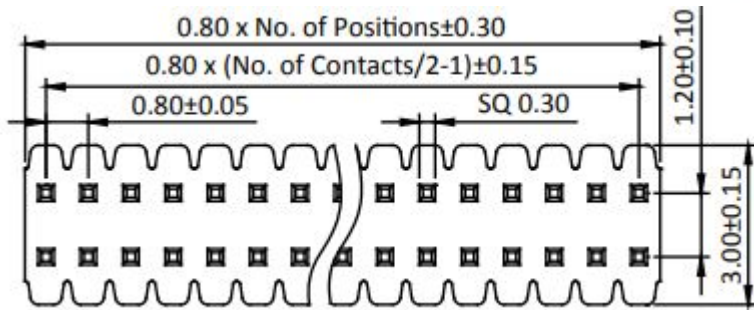 0.80 x No. of Positions±0.30
0.80 x (No. of Contacts/2-1)±0.15
0.80±0.05
SQ 0.30
1.20±0.10
3.00±0.15